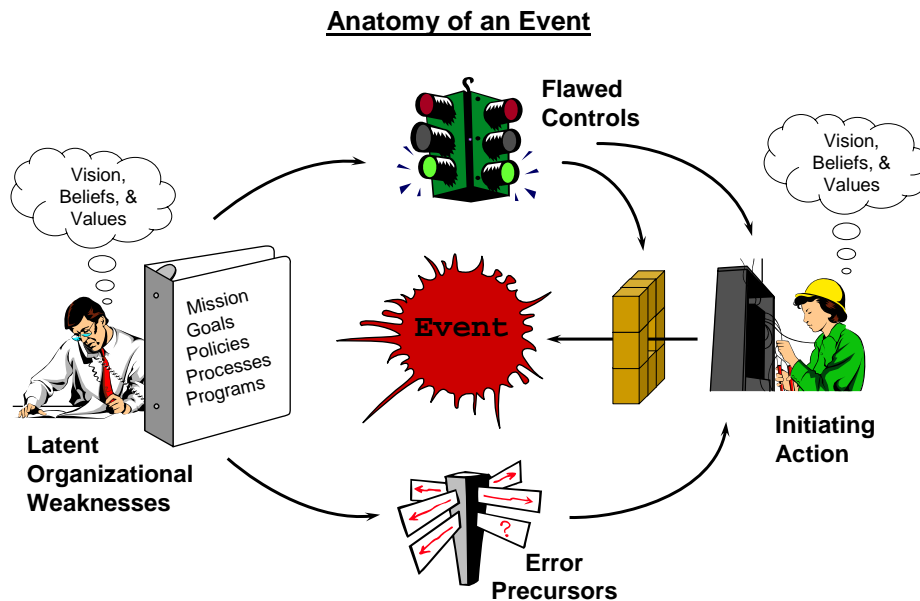 Anatomy of an Event
Flawed
Controls
Vision,
Beliefs, &
Values
Vision,
Beliefs, &
Values
Mission
Goals
Policies
Processes
Programs
Event
Latent
Organizational
Weaknesses
Initiating
Action
?
Error
Precursors